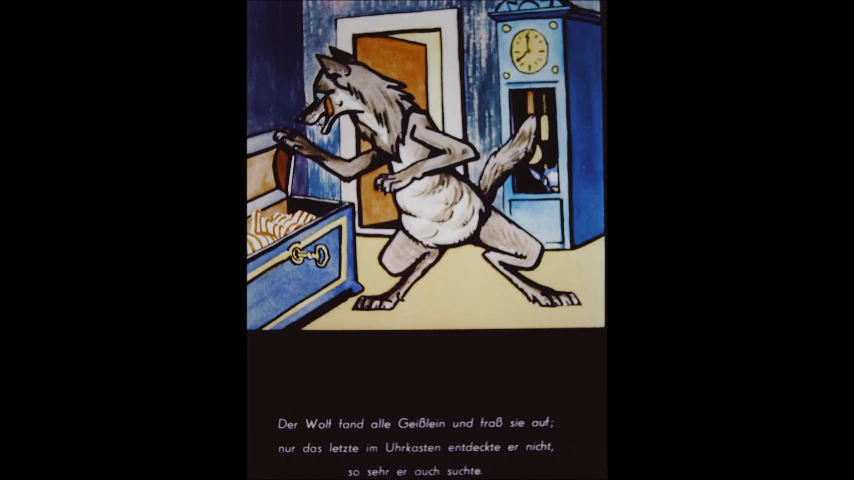 Der Wolf fand alle Geißlein und fraß sie auf;
nur das letzte im Uhrkasten entdeckte er nicht,
so sehr er auch suchte.